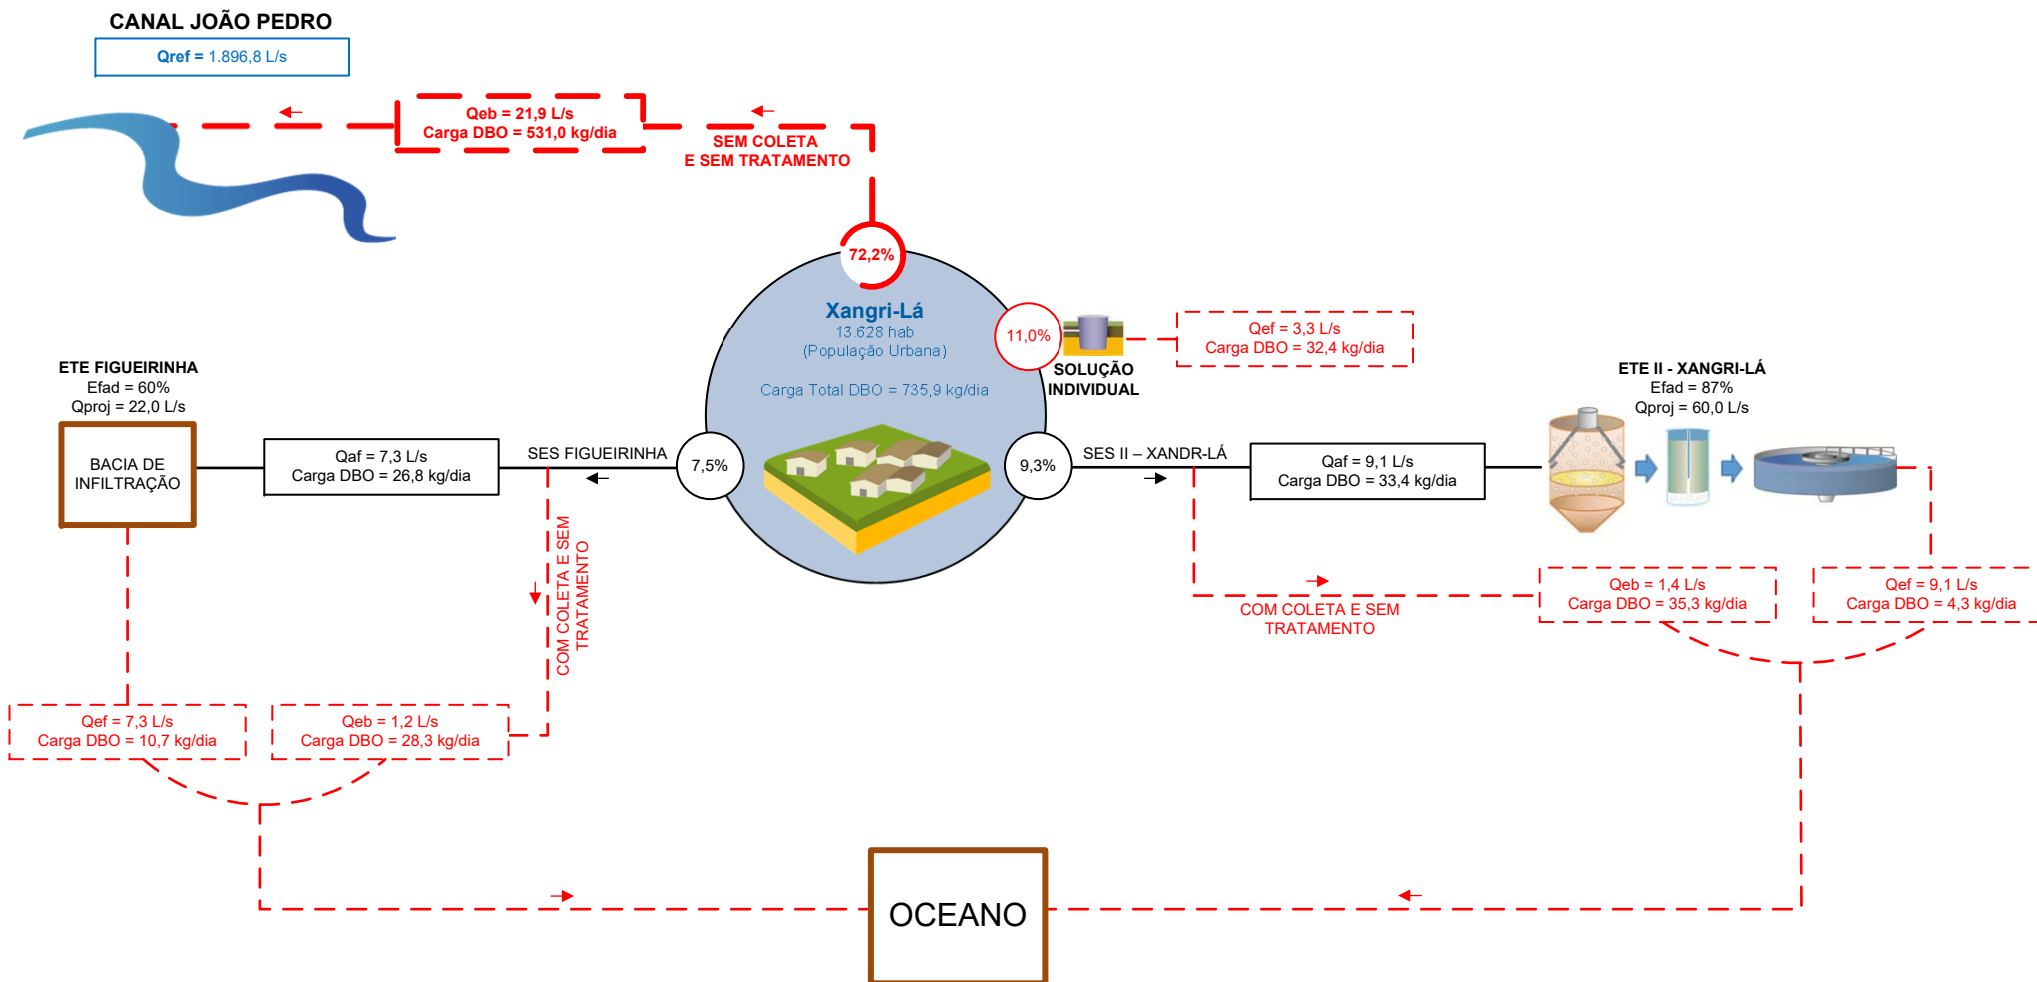 CANAL JOÃO PEDRO
Qref = 1.896,8 L/s
Qeb = 21,9 L/s
Carga DBO = 531,0 kg/dia
SEM COLETA
E SEM TRATAMENTO
72,2%
Xangri-Lá
13.628 hab
(População Urbana)
Carga Total DBO = 735,9 kg/dia
11,0%
SOLUÇÃO
INDIVIDUAL
Qef = 3,3 L/s
Carga DBO = 32,4 kg/dia
ETE FIGUEIRINHA
Efad = 60%
Qproj = 22,0 L/s
BACIA DE
INFILTRAÇÃO
Qaf = 7,3 L/s
Carga DBO = 26,8 kg/dia
SES FIGUEIRINHA
7,5%
9,3%
SES II – XANDR-LÁ
Qaf = 9,1 L/s
Carga DBO = 33,4 kg/dia
ETE II - XANGRI-LÁ
Efad = 87%
Qproj = 60,0 L/s
COM COLETA E SEM
TRATAMENTO
COM COLETA E SEM
TRATAMENTO
Qeb = 1,4 L/s
Carga DBO = 35,3 kg/dia
Qef = 9,1 L/s
Carga DBO = 4,3 kg/dia
Qef = 7,3 L/s
Carga DBO = 10,7 kg/dia
Qeb = 1,2 L/s
Carga DBO = 28,3 kg/dia
OCEANO